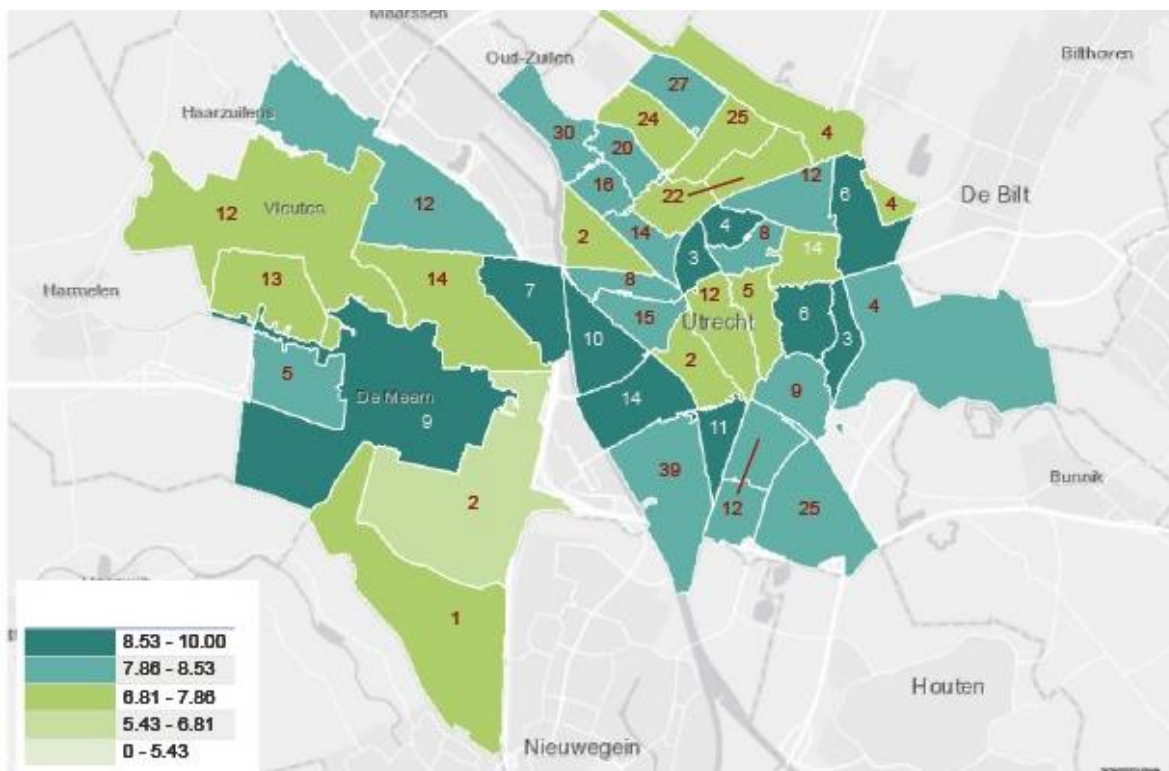 Maarssen
Oud-Zuilen
Bilthoven
27
Haarzuilens
24
25
30
20
4
12
6
De Bilt
16
22
4
12
Vleuten
12
4
8
2
14
3
14
13
14
8
Harmelen
7
12
5
4
15
Utrecht
6
3
10
2
5
9
De Meern
14
9
11
39
Bunnik
2
12
25
1
8.53 - 10.00
7.86 - 8.53
6.81 - 7.86
5.43 - 6.81
0 - 5.43
Houten
Nieuwegein